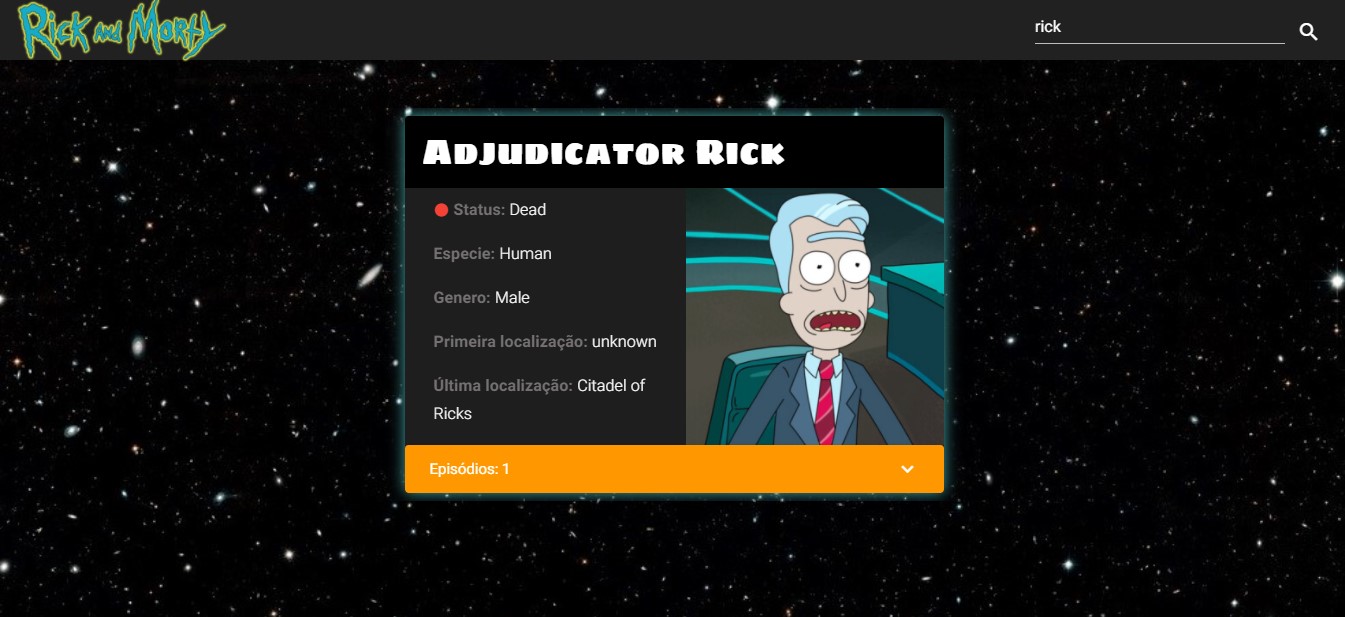 Rick and Morty
rick
Adjudicator Rick
Status: Dead
Especie: Human
Genero: Male
Primeira localização: unknown
Última localização: Citadel of
Ricks
Episódios: 1